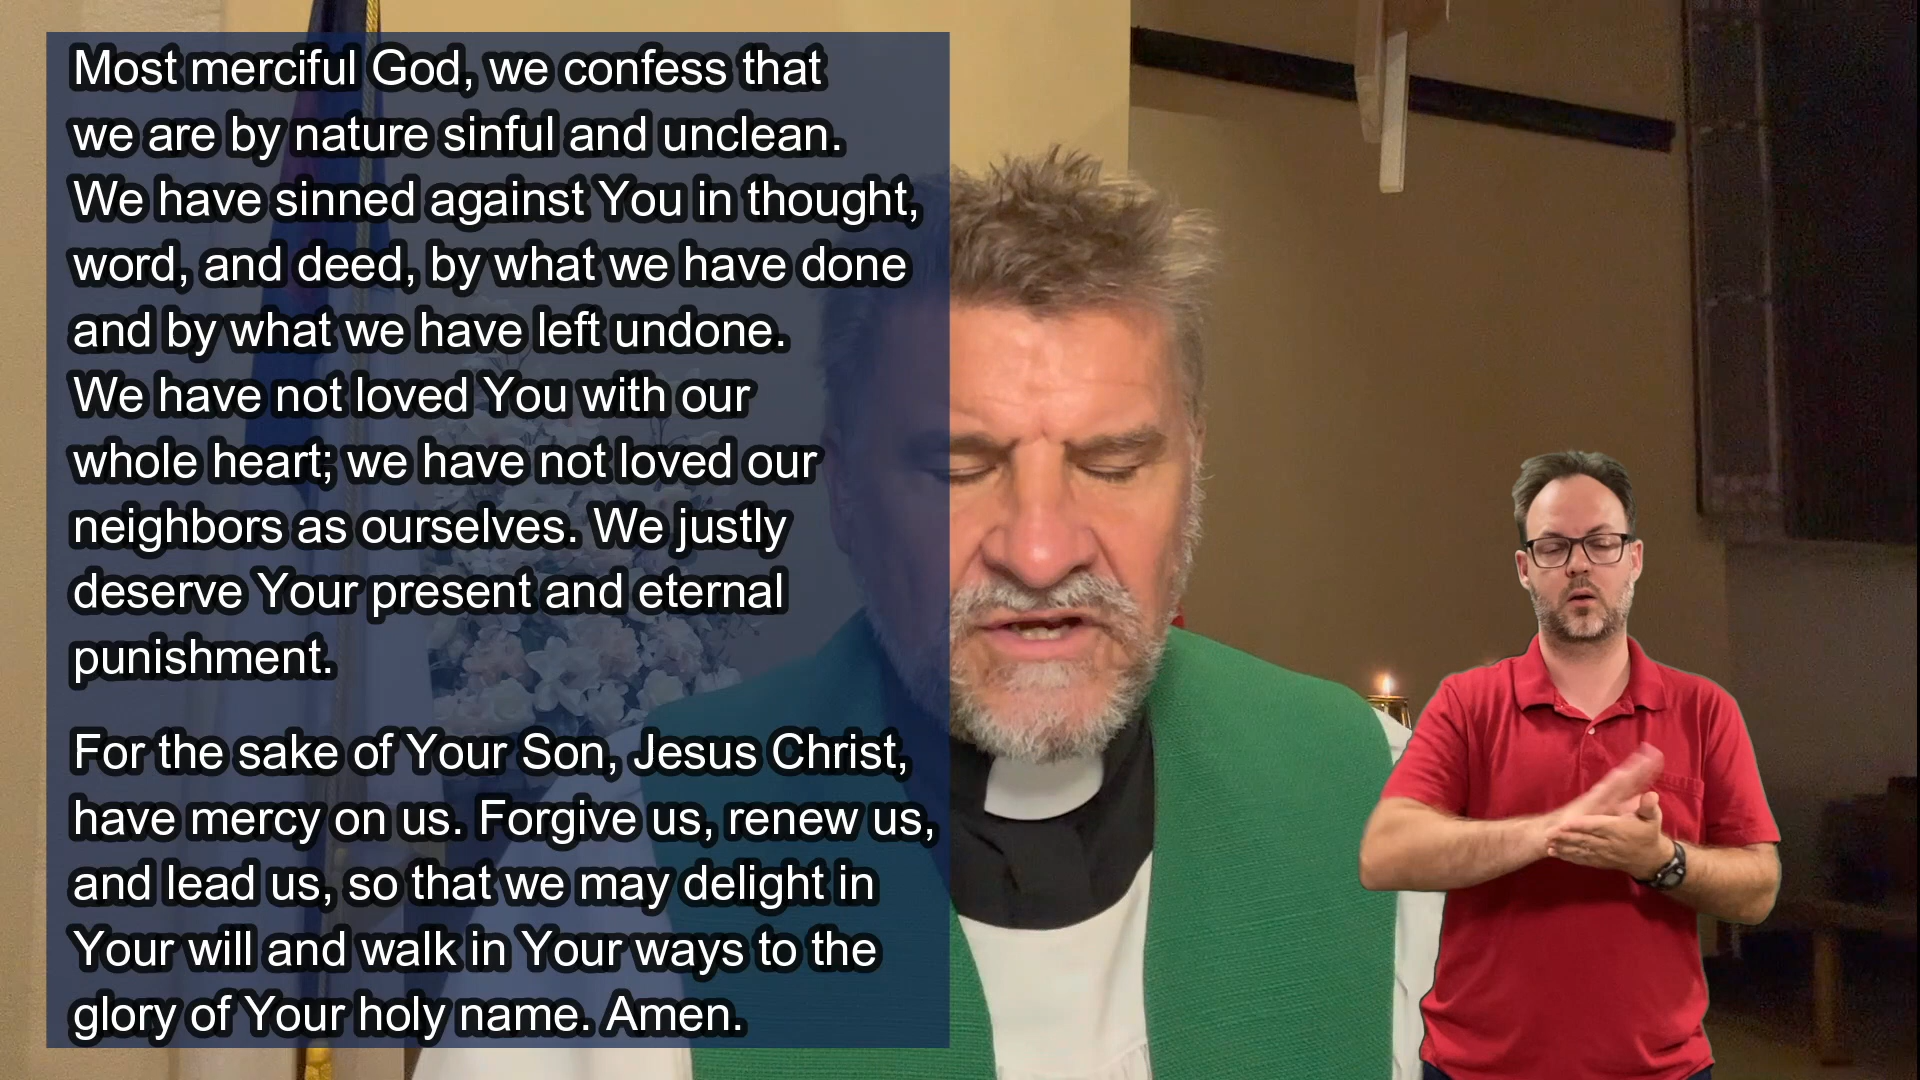 Most merciful God, we confess that
we are by nature sinful and unclean.
We have sinned against You in thought,
word, and deed, by what we have done
and by what we have left undone.
We have not loved You with our
whole heart; we have not loved our
neighbors as ourselves. We justly
deserve Your present and eternal
punishment.
For the sake of Your Son, Jesus Christ,
have mercy on us. Forgive us, renew us,
and lead us, so that we may delight in
Your will and walk in Your ways to the
glory of Your holy name. Amen.